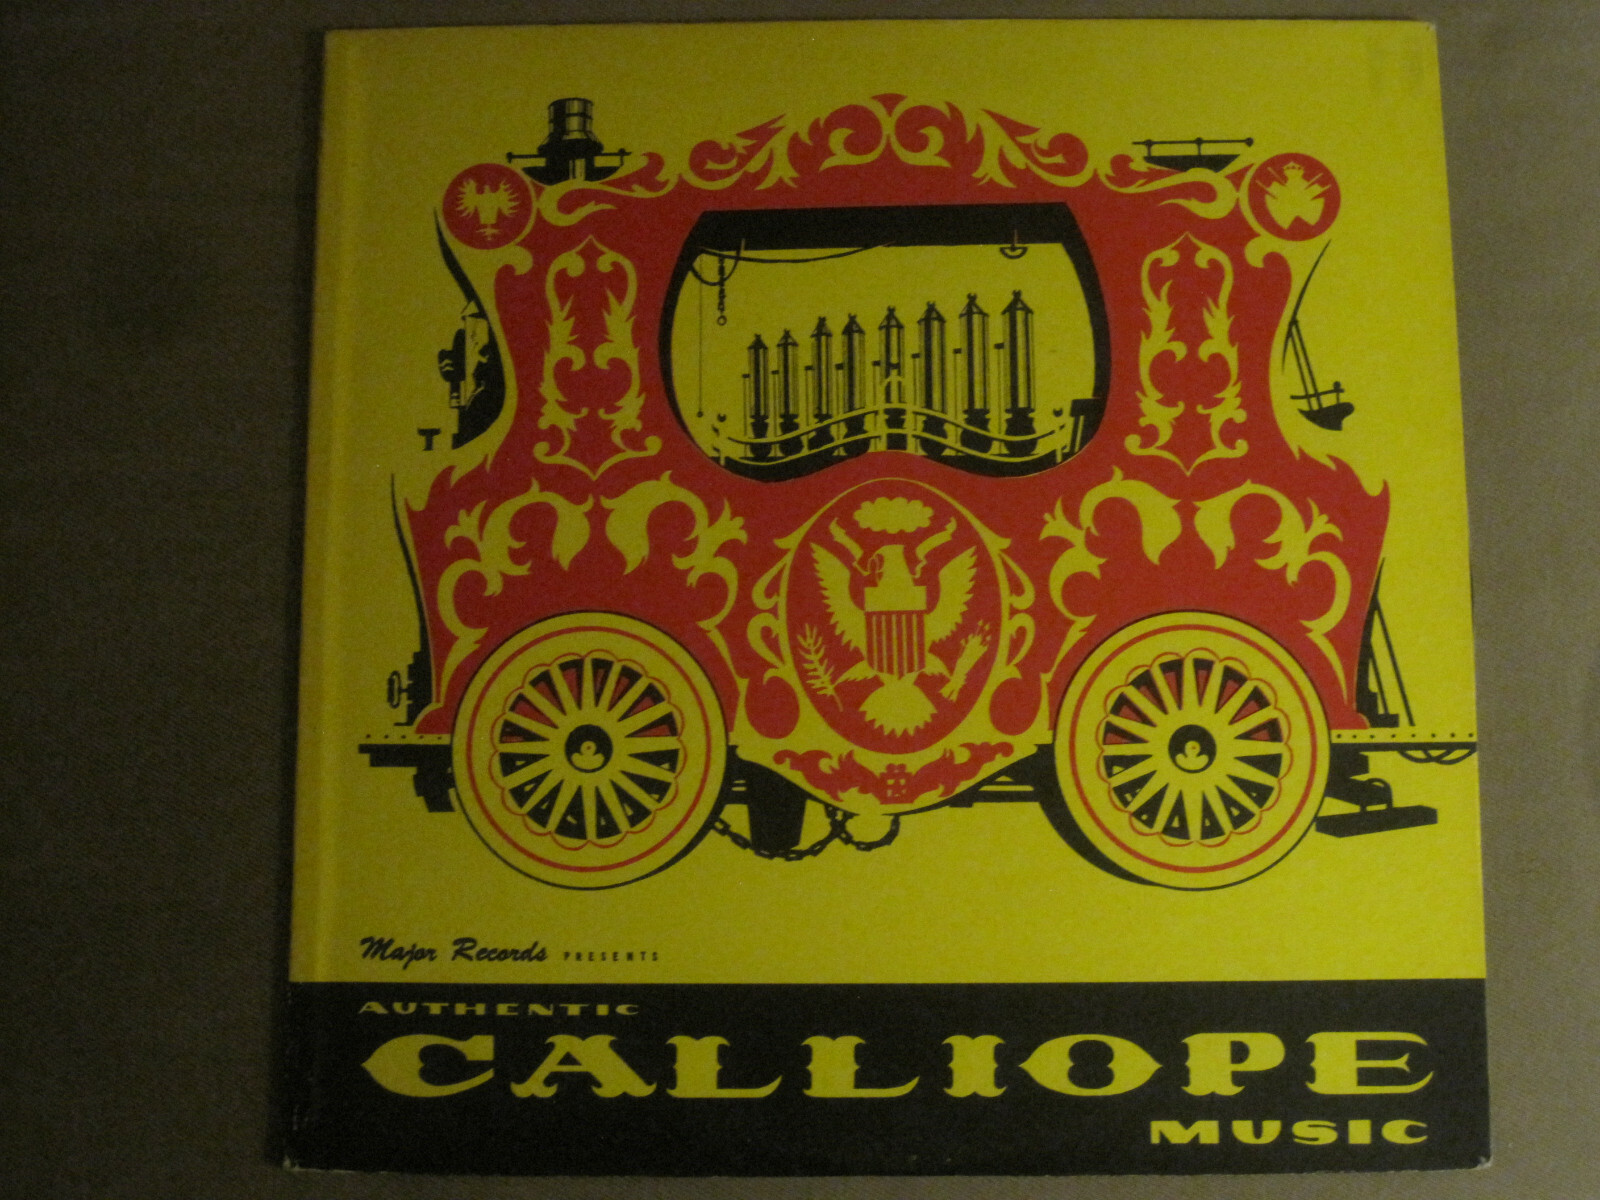 Major Records PRESENTS
AUTHENTIC
CALLIOPE
MUSIC